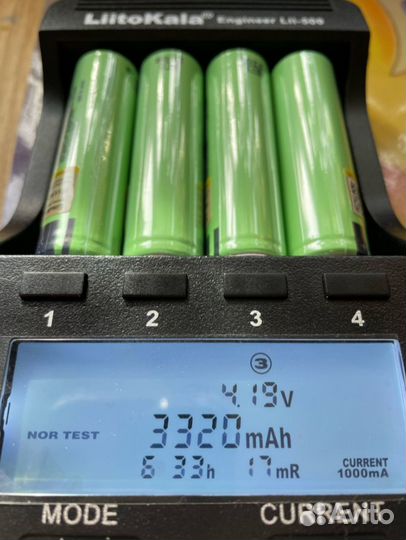 LiitoKala Engineer Lii-500
1 2 3 4
3
4.19V
NOR TEST 3320mAh
6 33h 17mR CURRENT
1000mA
MODE CURRENT
Avito